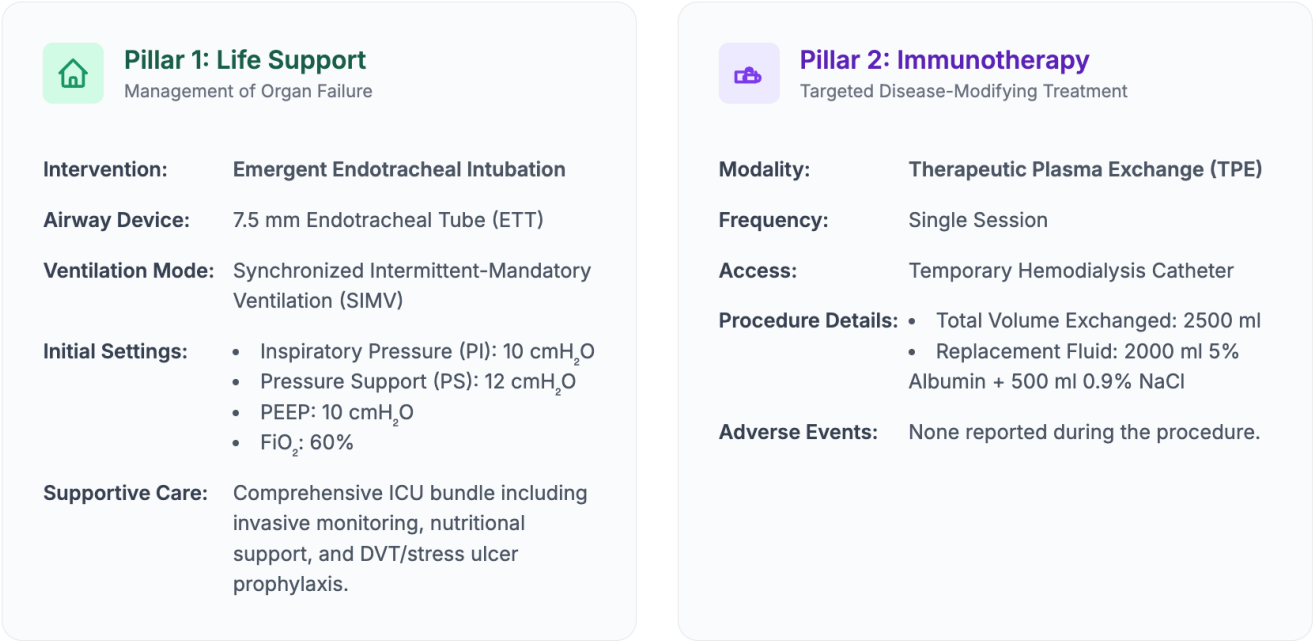 Pillar 1: Life Support
Management of Organ Failure
Intervention: Emergent Endotracheal Intubation
Airway Device: 7.5 mm Endotracheal Tube (ETT)
Ventilation Mode: Synchronized Intermittent-Mandatory
Ventilation (SIMV)
Initial Settings: • Inspiratory Pressure (PI): 10 cmH₂O
• Pressure Support (PS): 12 cmH₂O
• PEEP: 10 cmH₂O
• FiO₂: 60%
Supportive Care: Comprehensive ICU bundle including
invasive monitoring, nutritional
support, and DVT/stress ulcer
prophylaxis.
Pillar 2: Immunotherapy
Targeted Disease-Modifying Treatment
Modality: Therapeutic Plasma Exchange (TPE)
Frequency: Single Session
Access: Temporary Hemodialysis Catheter
Procedure Details: • Total Volume Exchanged: 2500 ml
• Replacement Fluid: 2000 ml 5%
Albumin + 500 ml 0.9% NaCl
Adverse Events: None reported during the procedure.